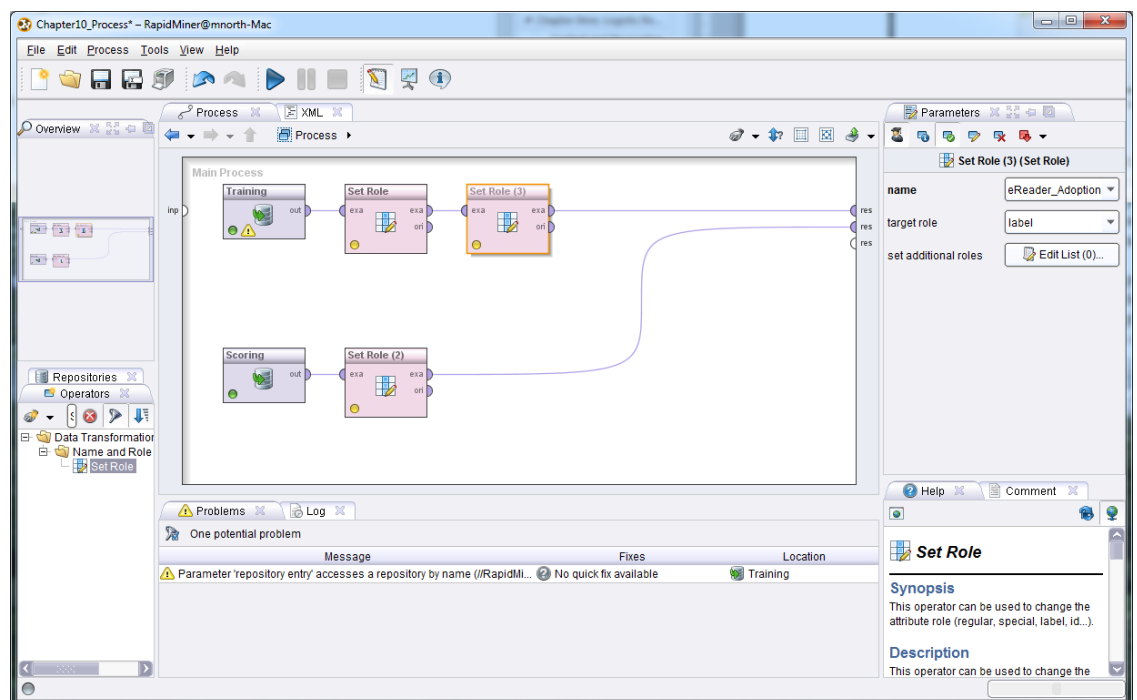 Chapter10_Process* – RapidMiner@mnorth-Mac
File Edit Process Tools View Help
Overview
Process
XML
Process
Main Process
inp
Training
out
Set Role
exa exa
ori
Set Role (3)
exa exa
ori
res
res
res
Scoring
out
Set Role (2)
exa exa
ori
Repositories
Operators
Data Transformation
Name and Role
Set Role
Problems
Log
One potential problem
Message Fixes Location
Parameter 'repository entry' accesses a repository by name (//RapidMi... No quick fix available Training
Parameters
Set Role (3) (Set Role)
name eReader_Adoption
target role label
set additional roles Edit List (0)...
Help
Comment
Set Role
Synopsis
This operator can be used to change the
attribute role (regular, special, label, id...).
Description
This operator can be used to change the